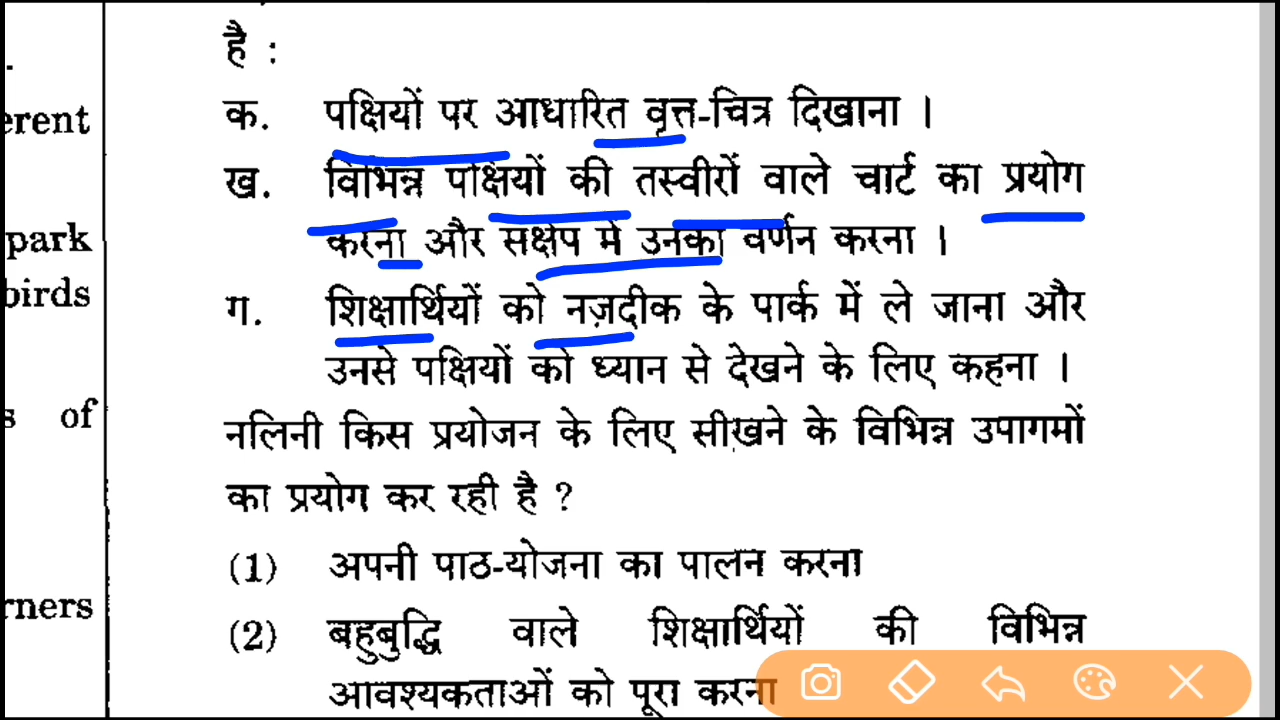 है :
क. पक्षियों पर आधारित वृत्त-चित्र दिखाना ।
erent
ख. विभिन्न पक्षियों की तस्वीरों वाले चार्ट का प्रयोग
park
करना और संक्षेप में उनका वर्णन करना ।
birds
ग. शिक्षार्थियों को नज़दीक के पार्क में ले जाना और
उनसे पक्षियों को ध्यान से देखने के लिए कहना ।
s of
नलिनी किस प्रयोजन के लिए सीखने के विभिन्न उपागमों
का प्रयोग कर रही है ?
(1) अपनी पाठ-योजना का पालन करना
rners
(2) बहुबुद्धि वाले शिक्षार्थियों की विभिन्न
आवश्यकताओं को पूरा करना